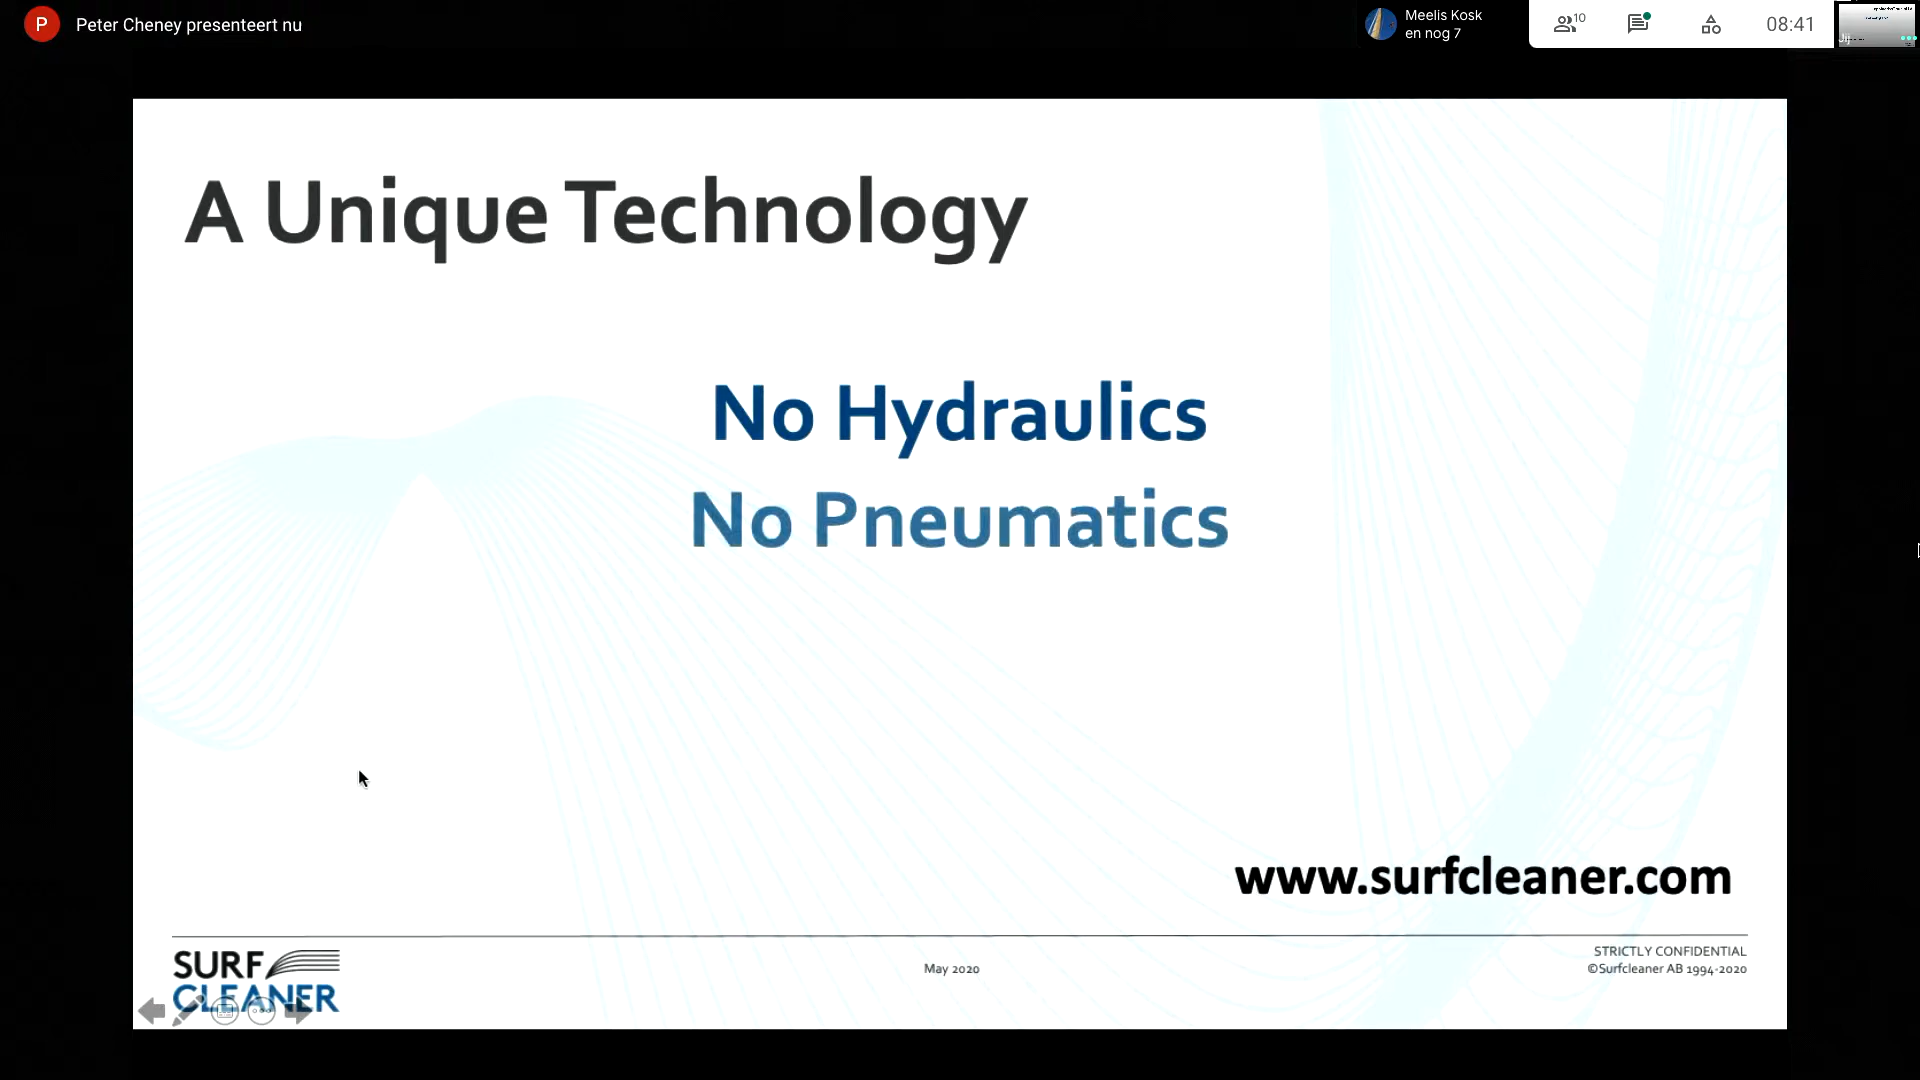 P
Peter Cheney presenteert nu
Meelis Kosk
en nog 7
10
08:41
A Unique Technology
No Hydraulics
No Pneumatics
www.surfcleaner.com
SURF
CLEANER
May 2020
STRICTLY CONFIDENTIAL
©Surfcleaner AB 1994-2020